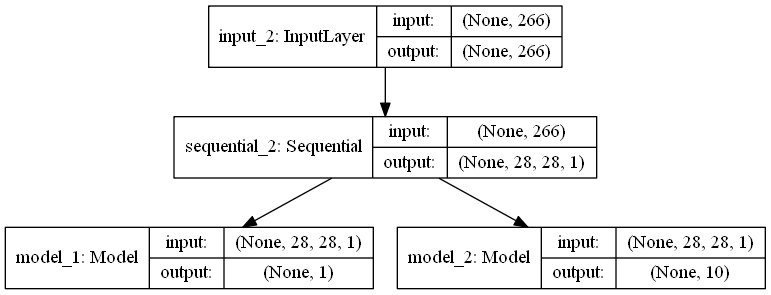 input_2: InputLayer
input:
(None, 266)
output:
(None, 266)
sequential_2: Sequential
input:
(None, 266)
output:
(None, 28, 28, 1)
model_1: Model
input:
(None, 28, 28, 1)
output:
(None, 1)
model_2: Model
input:
(None, 28, 28, 1)
output:
(None, 10)